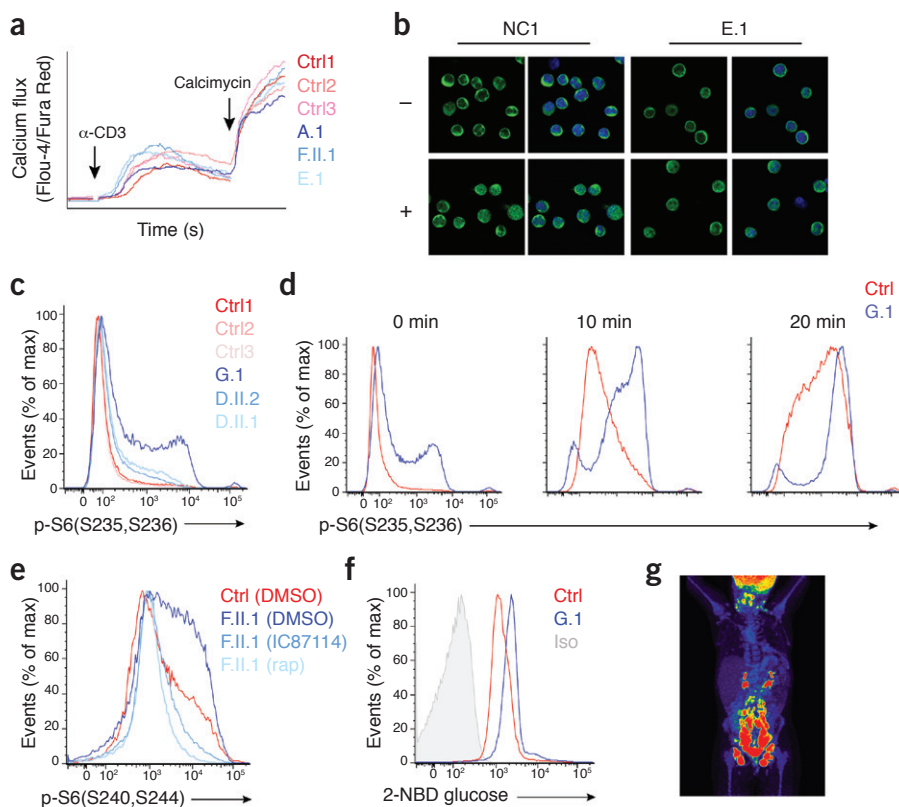 a
Calcium flux
(Flou-4/Fura Red)
α-CD3
Calcimycin
Time (s)
Ctrl1
Ctrl2
Ctrl3
A.1
F.II.1
E.1
b
NC1
E.1
–
+
c
Events (% of max)
100
80
60
40
20
0
0 10² 10³ 10⁴ 10⁵
p-S6(S235,S236)
Ctrl1
Ctrl2
Ctrl3
G.1
D.II.2
D.II.1
d
Ctrl
G.1
0 min
10 min
20 min
Events (% of max)
100
80
60
40
20
0
0 10² 10³ 10⁴ 10⁵
p-S6(S235,S236)
e
Events (% of max)
100
80
60
40
20
0
0 10² 10³ 10⁴ 10⁵
p-S6(S240,S244)
Ctrl (DMSO)
F.II.1 (DMSO)
F.II.1 (IC87114)
F.II.1 (rap)
f
Events (% of max)
100
80
60
40
20
0
0 10² 10³ 10⁴ 10⁵
2-NBD glucose
Ctrl
G.1
Iso
g